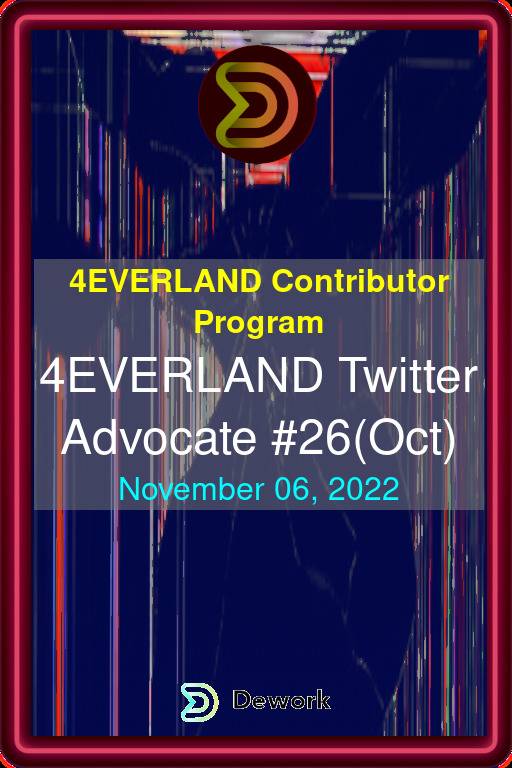 4EVERLAND Contributor
Program
4EVERLAND Twitter
Advocate #26(Oct)
November 06, 2022
Dework